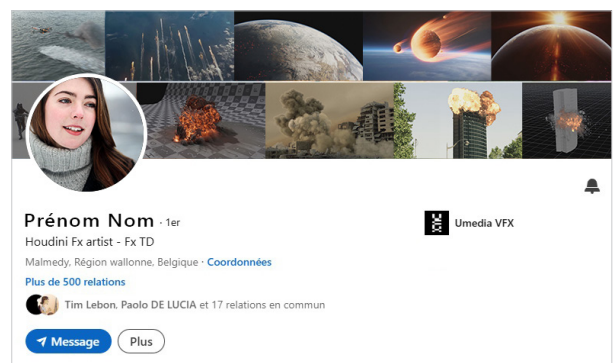 Prénom Nom · 1er
Umedia VFX
Houdini Fx artist - Fx TD
Malmedy, Région wallonne, Belgique · Coordonnées
Plus de 500 relations
Tim Lebon, Paolo DE LUCIA et 17 relations en commun
Message
Plus